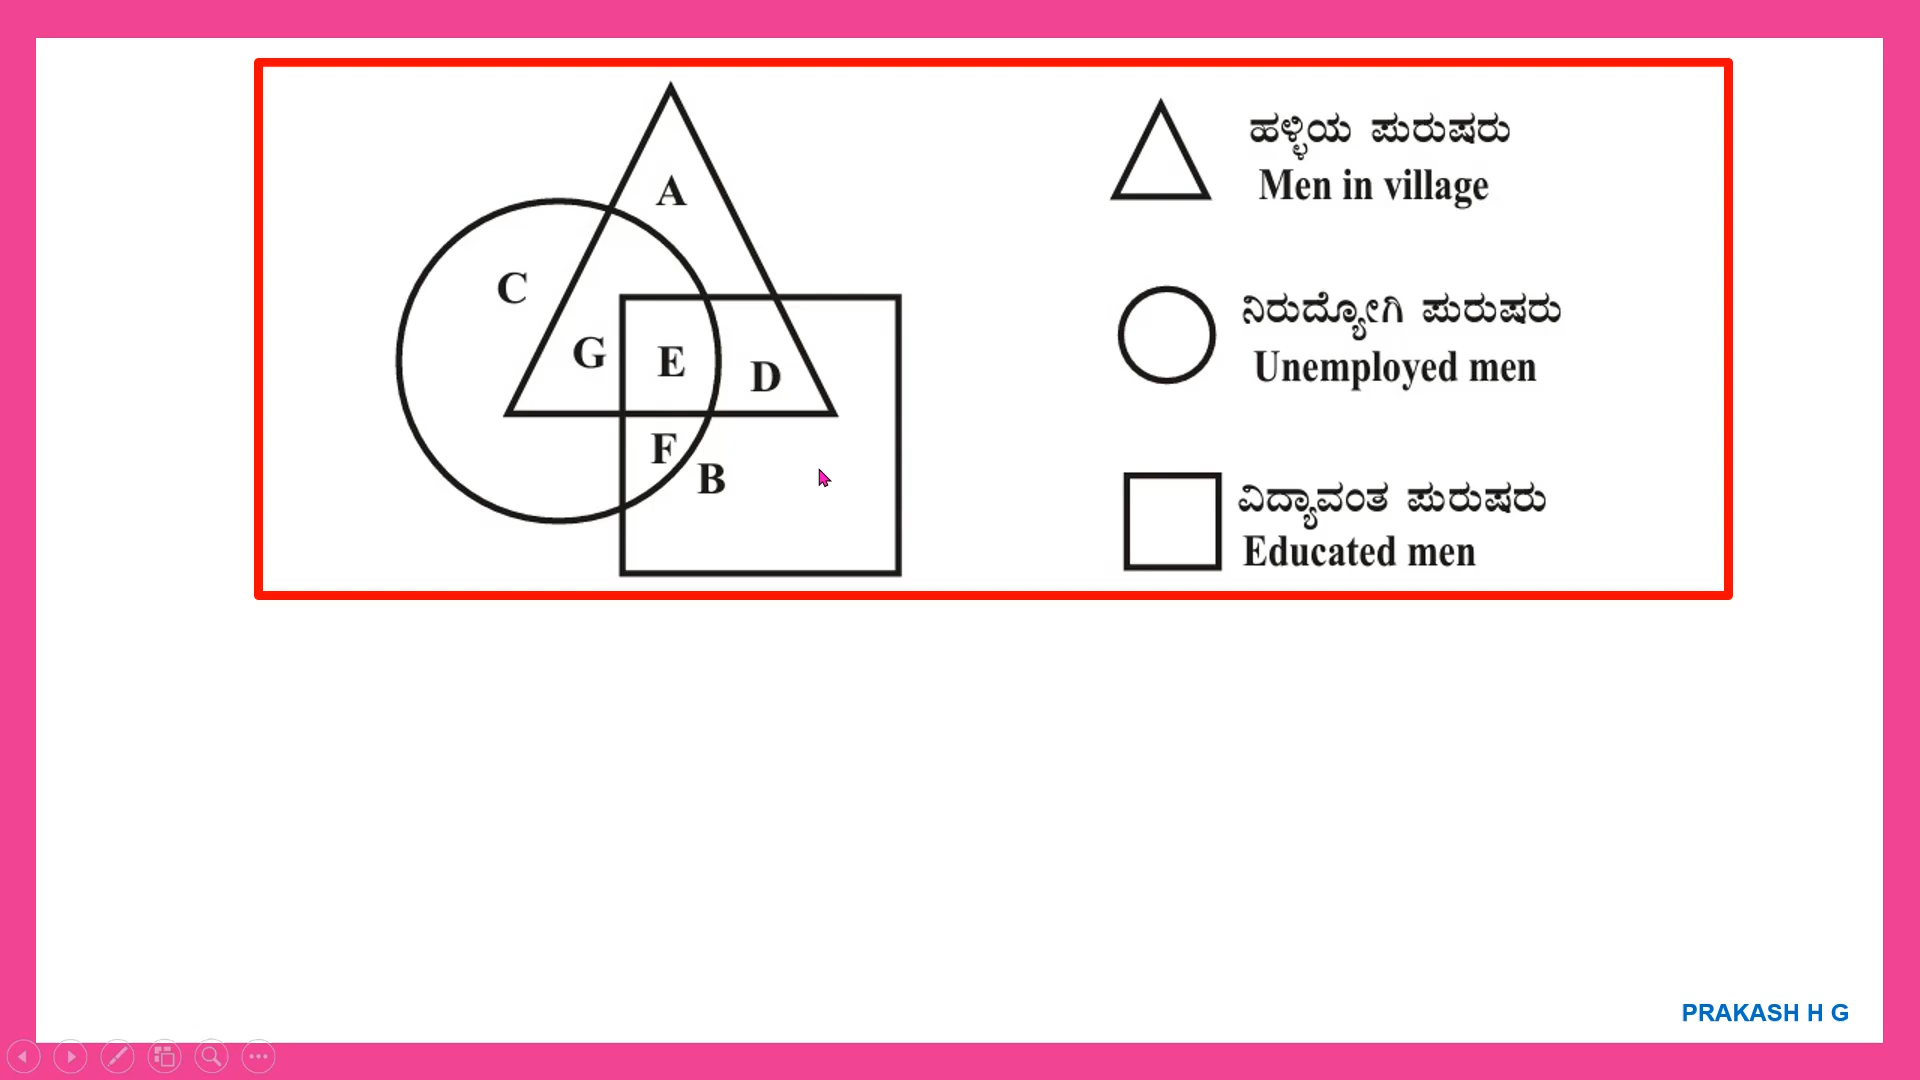 A
C
G
E
D
F
B
ಹಳ್ಳಿಯ ಪುರುಷರು
Men in village
ನಿರುದ್ಯೋಗಿ ಪುರುಷರು
Unemployed men
ವಿದ್ಯಾವಂತ ಪುರುಷರು
Educated men
PRAKASH H G